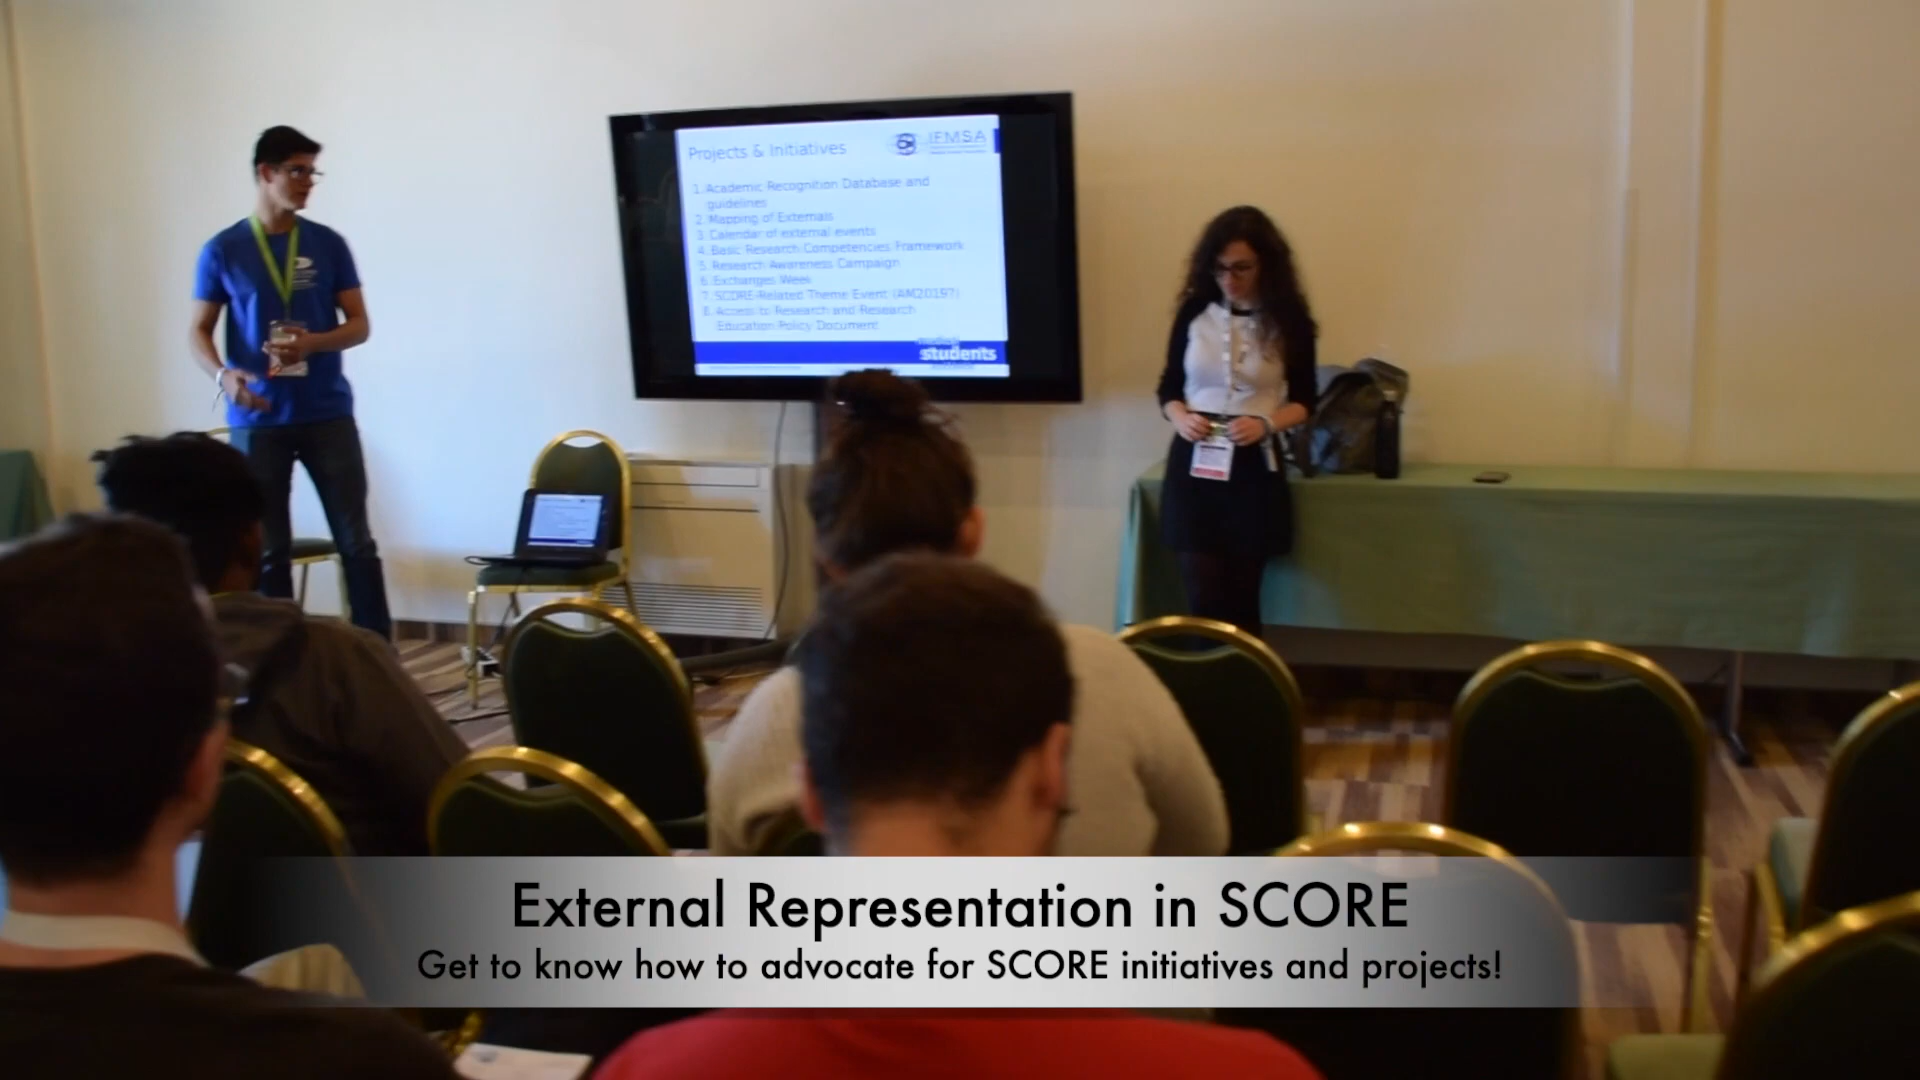 Projects & Initiatives
IFMSA
1. Academic Recognition Database and
guidelines
2. Mapping of Externals
3. Calendar of external events
4. Basic Research Competencies Framework
5. Research Awareness Campaign
6. Exchanges Week
7. SCORE-Related Theme Event (AM2019?)
8. Access to Research and Research
Education Policy Document
medical
students
External Representation in SCORE
Get to know how to advocate for SCORE initiatives and projects!